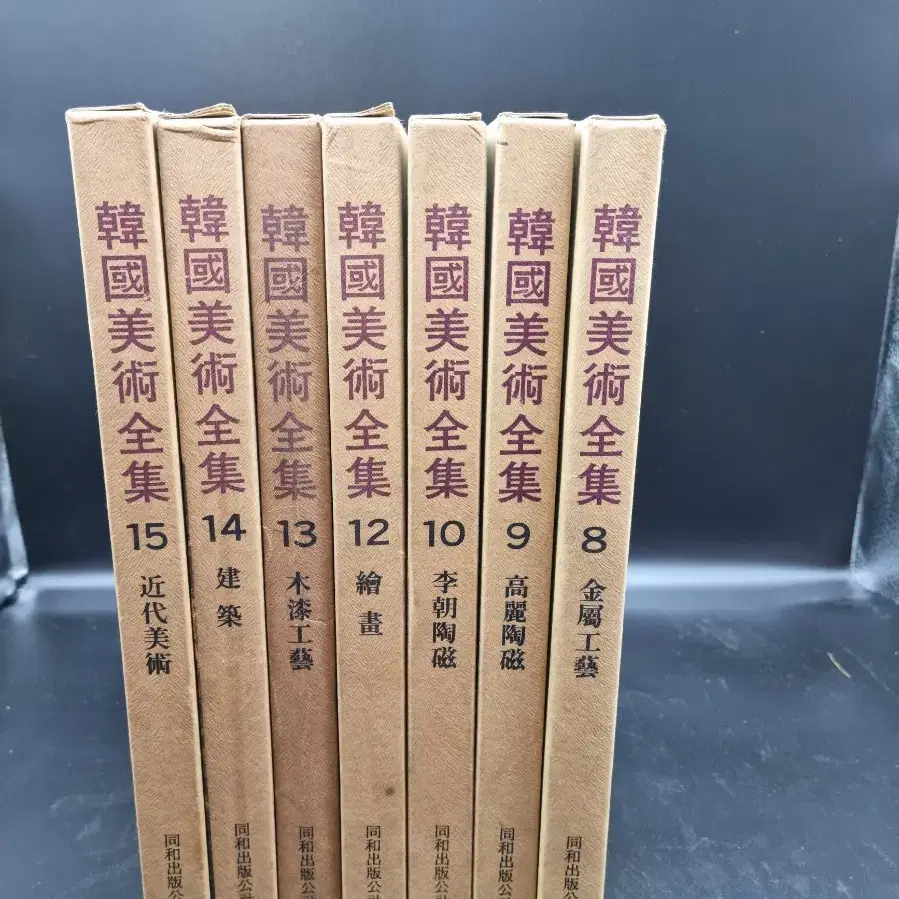 韓國美術全集
15
近代美術
同和出版公
韓國美術全集
14
建築
同和出版公社
韓國美術全集
13
木漆工藝
同和出版公社
韓國美術全集
12
繪畫
同和出版公社
韓國美術全集
10
李朝陶磁
同和出版公社
韓國美術全集
9
高麗陶磁
同和出版公社
韓國美術全集
8
金屬工藝
同和出版公